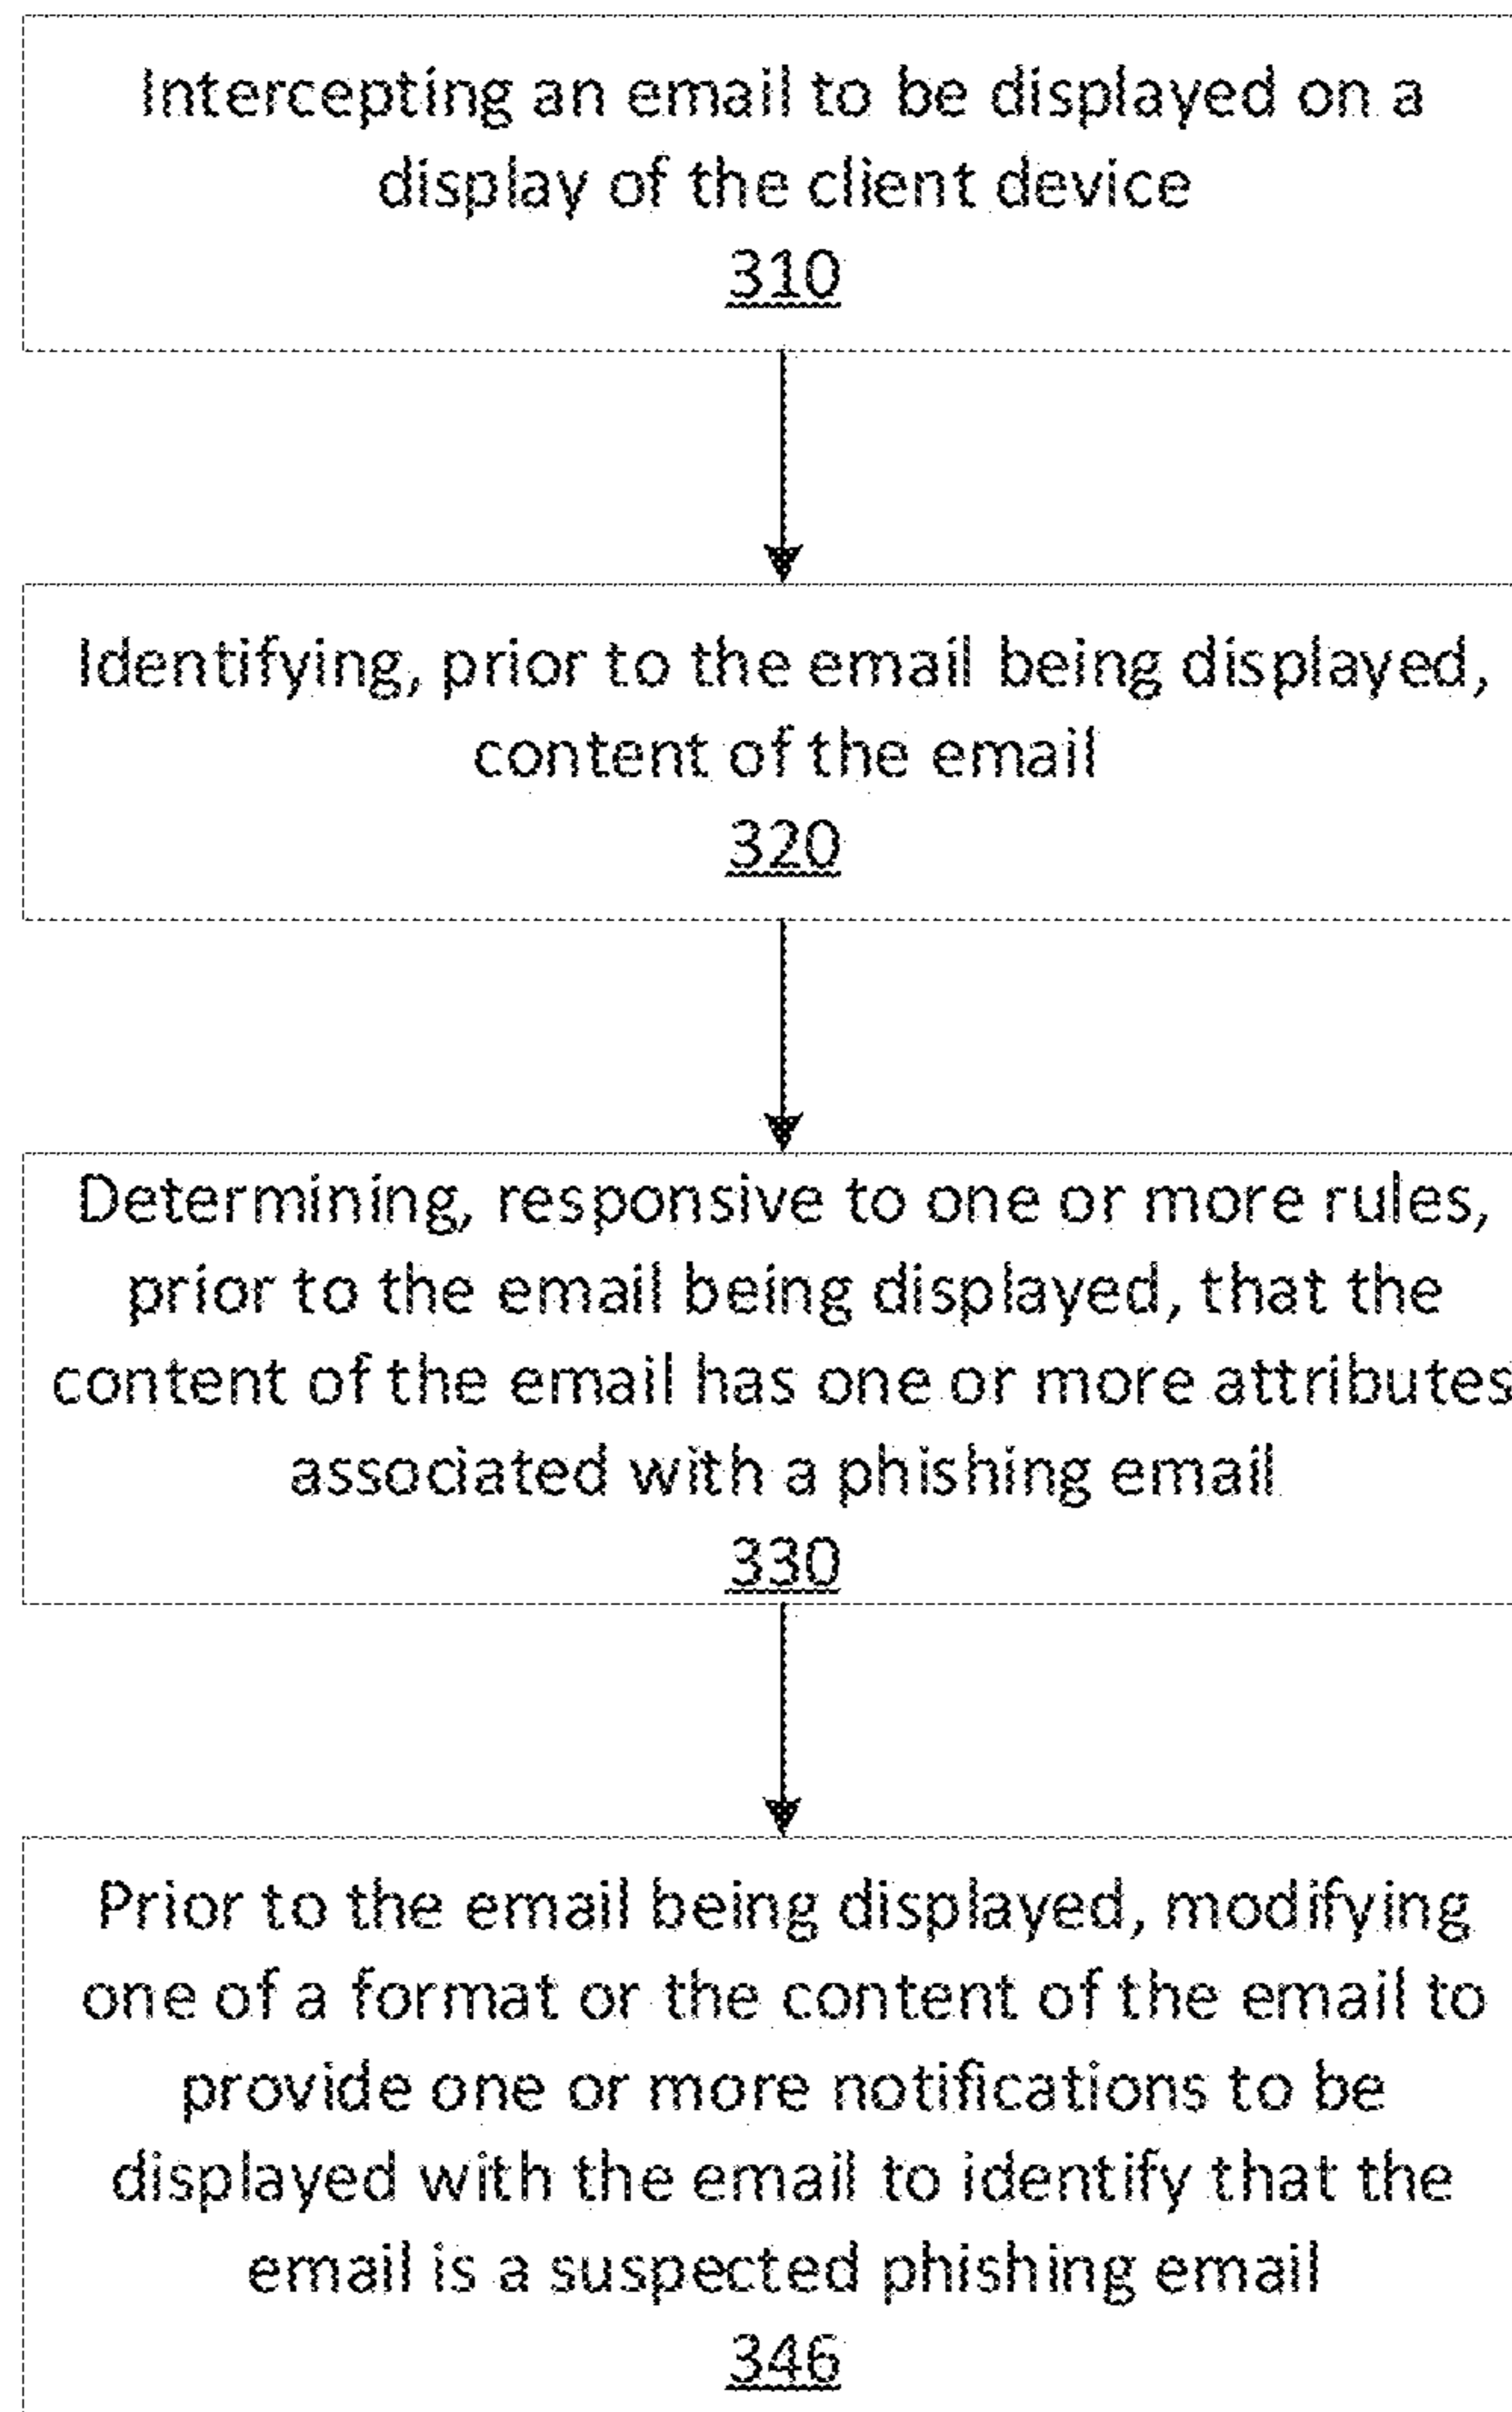 Intercepting an email to be displayed on a
display of the client device
310
Identifying, prior to the email being displayed,
content of the email
320
Determining, responsive to one or more rules,
prior to the email being displayed, that the
content of the email has one or more attributes
associated with a phishing email
330
Prior to the email being displayed, modifying
one of a format or the content of the email to
provide one or more notifications to be
displayed with the email to identify that the
email is a suspected phishing email
346